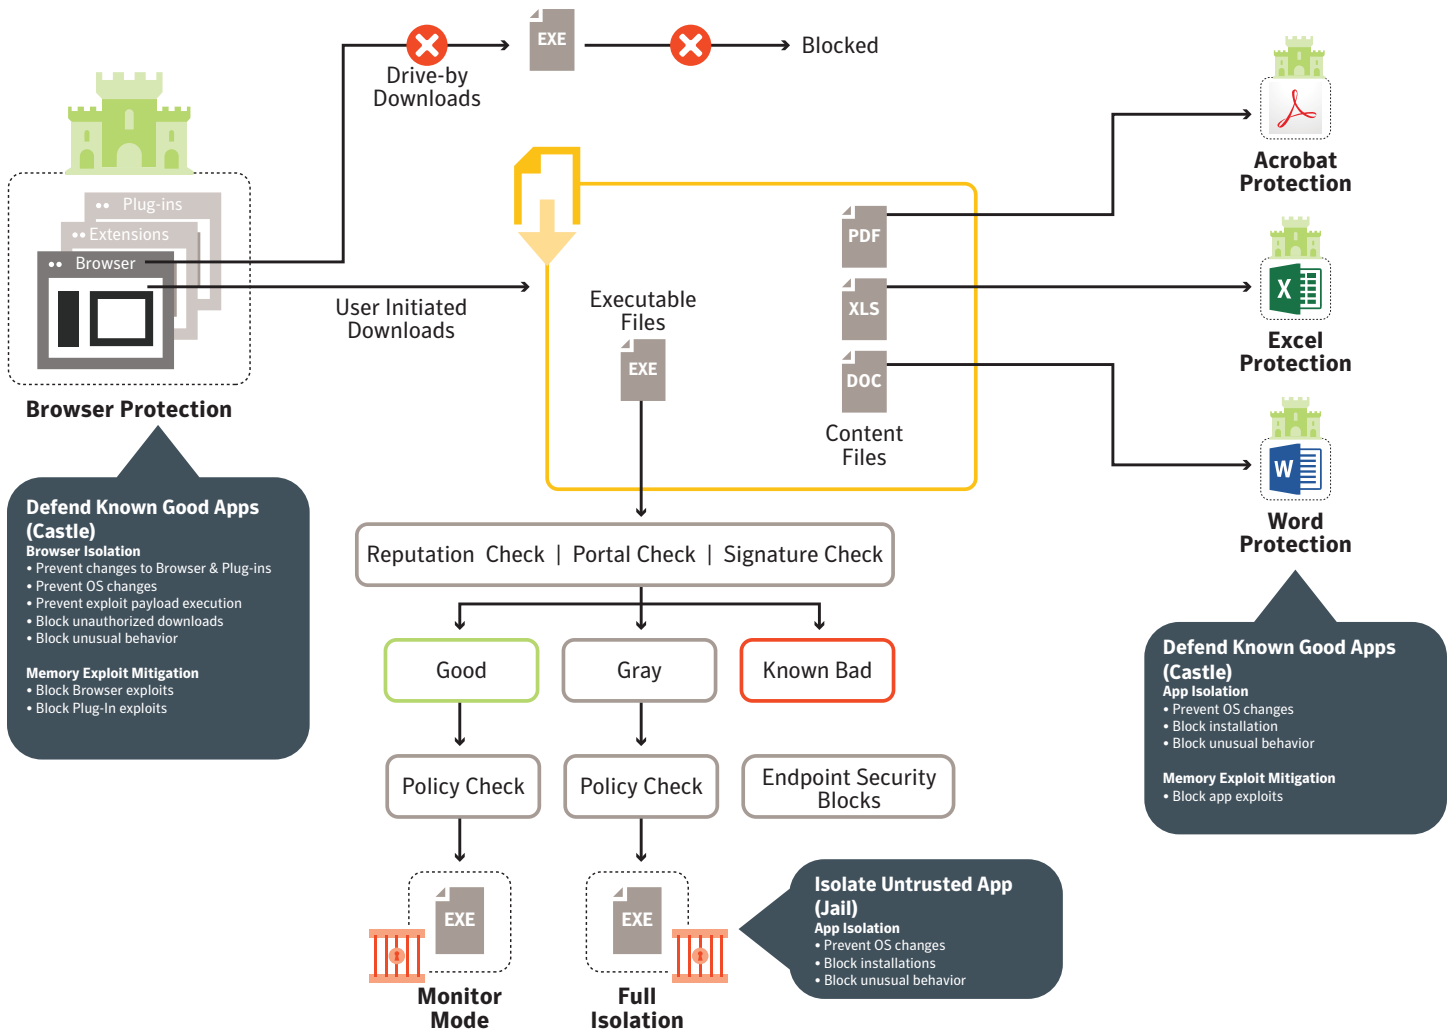 EXE
Blocked
Drive-by
Downloads
Plug-ins
Extensions
Browser
User Initiated
Downloads
Browser Protection
Executable
Files
EXE
PDF
XLS
DOC
Content
Files
Acrobat
Protection
X
Excel
Protection
W
Word
Protection
Defend Known Good Apps
(Castle)
Browser Isolation
• Prevent changes to Browser & Plug-ins
• Prevent OS changes
• Prevent exploit payload execution
• Block unauthorized downloads
• Block unusual behavior
Memory Exploit Mitigation
• Block Browser exploits
• Block Plug-In exploits
Reputation Check | Portal Check | Signature Check
Good
Gray
Known Bad
Policy Check
Policy Check
Endpoint Security
Blocks
EXE
Monitor
Mode
EXE
Full
Isolation
Isolate Untrusted App
(Jail)
App Isolation
• Prevent OS changes
• Block installations
• Block unusual behavior
Defend Known Good Apps
(Castle)
App Isolation
• Prevent OS changes
• Block installation
• Block unusual behavior
Memory Exploit Mitigation
• Block app exploits